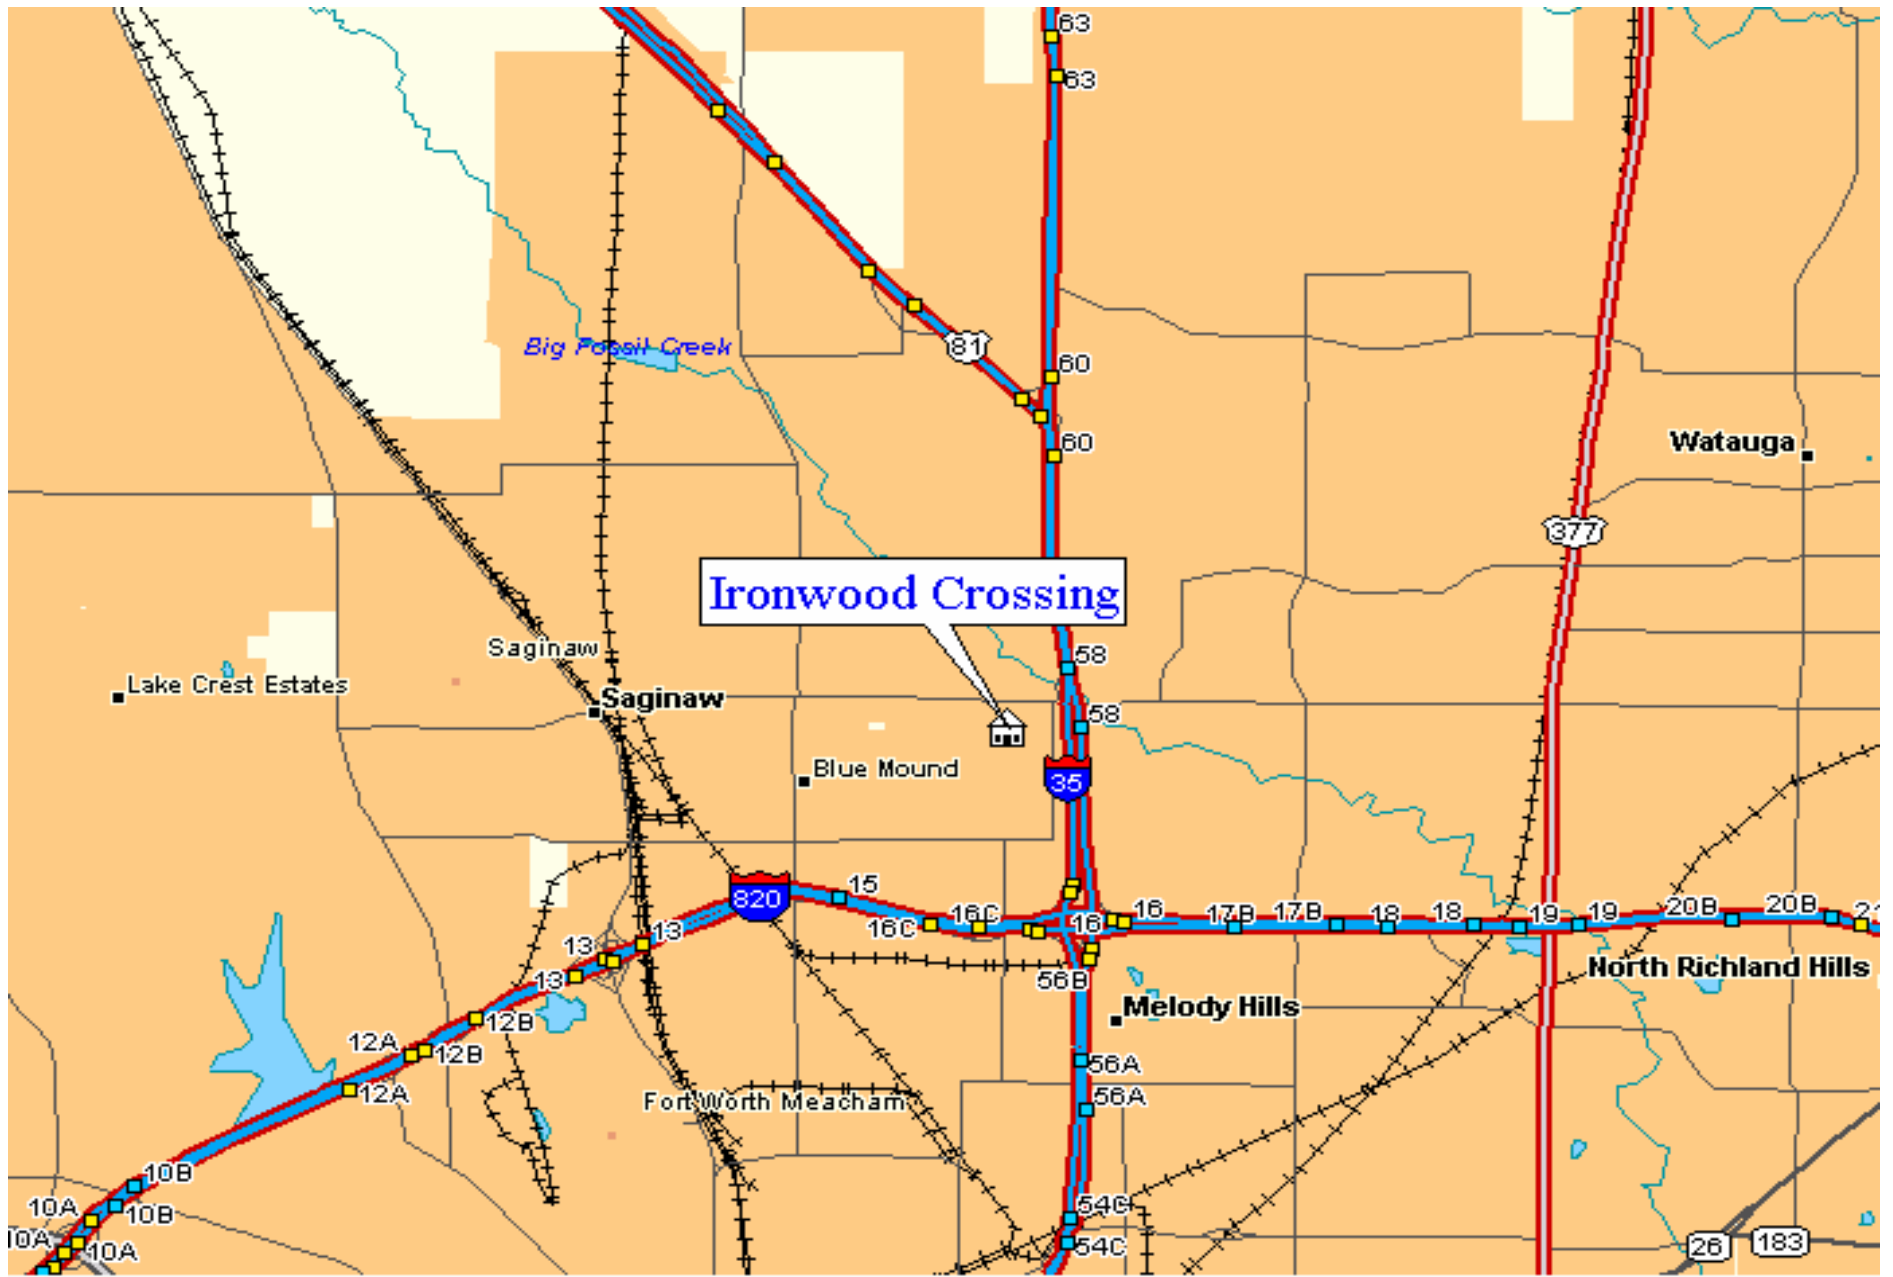 63
63
Big Fossil Creek
81
60
60
Watauga
377
Ironwood Crossing
Saginaw
58
Lake Crest Estates
Saginaw
58
Blue Mound
35
820
15
16C
16C
16
16
17B
17B
18
18
19
19
20B
20B
13
13
13
56B
North Richland Hills
Melody Hills
12B
12A
12B
12A
56A
56A
Fort Worth Meacham
10B
10A
10B
10A
10A
54C
54C
26
183